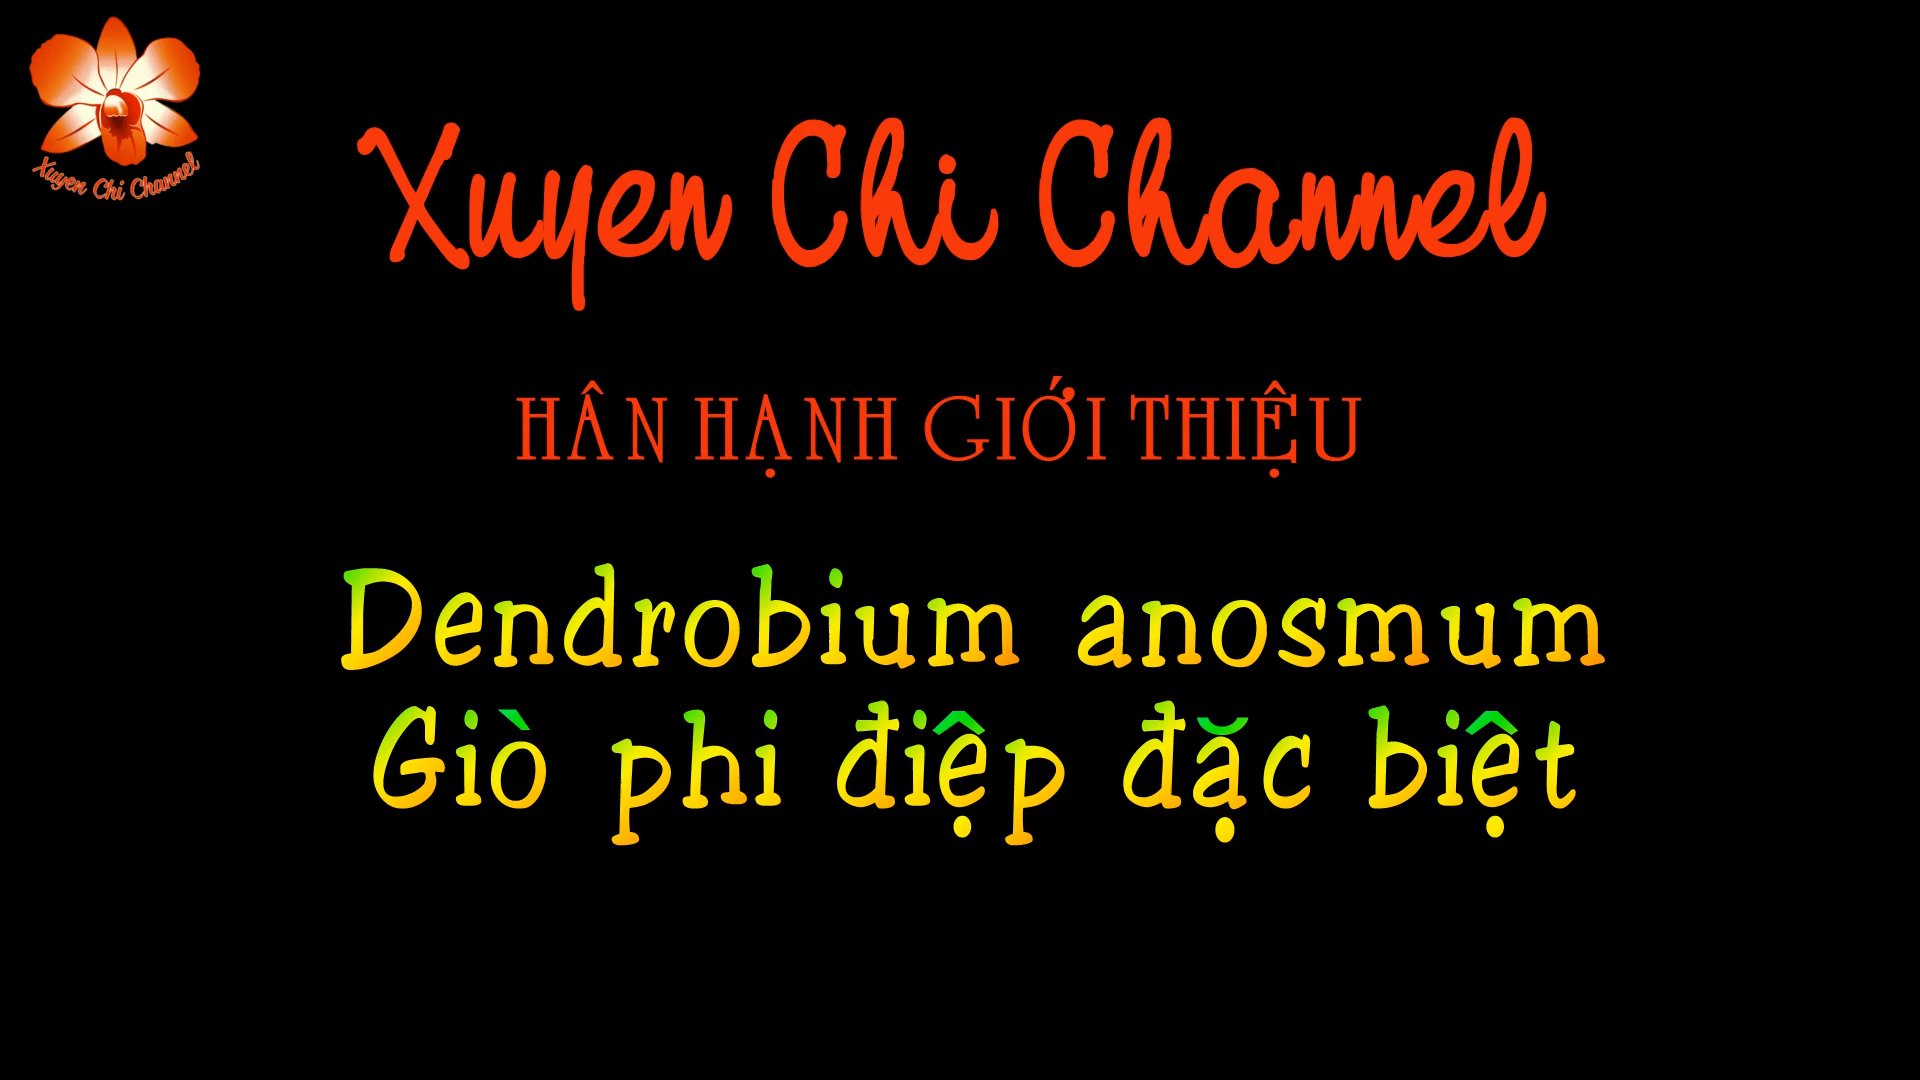 Xuyen Chi Channel
Xuyen Chi Channel
HÂN HẠNH GIỚI THIỆU
Dendrobium anosmum
Giò phi điệp đặc biệt